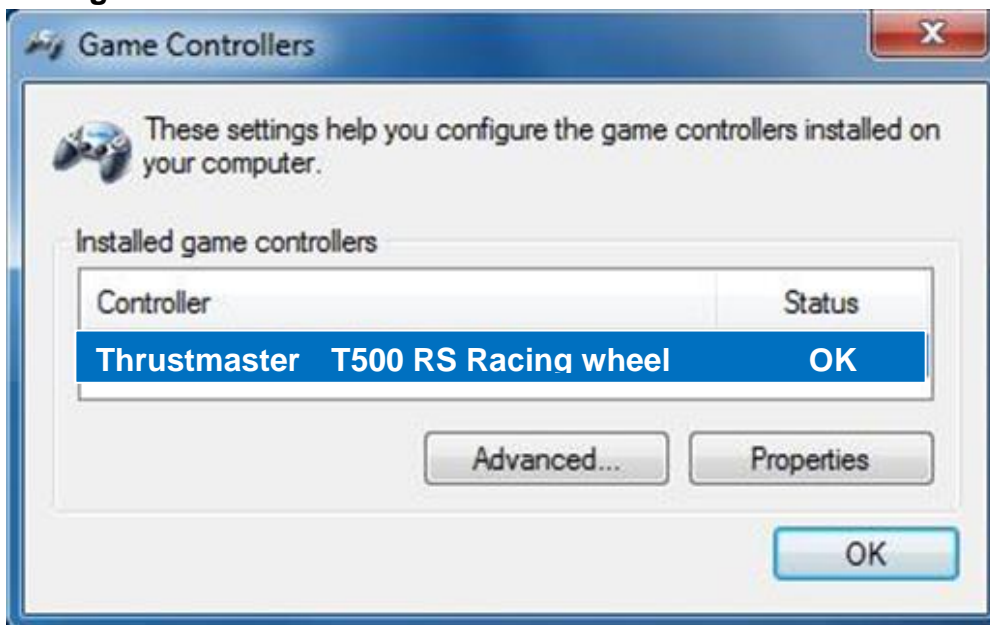 Game Controllers
These settings help you configure the game controllers installed on
your computer.
Installed game controllers
Controller Status
Thrustmaster T500 RS Racing wheel OK
Advanced... Properties
OK